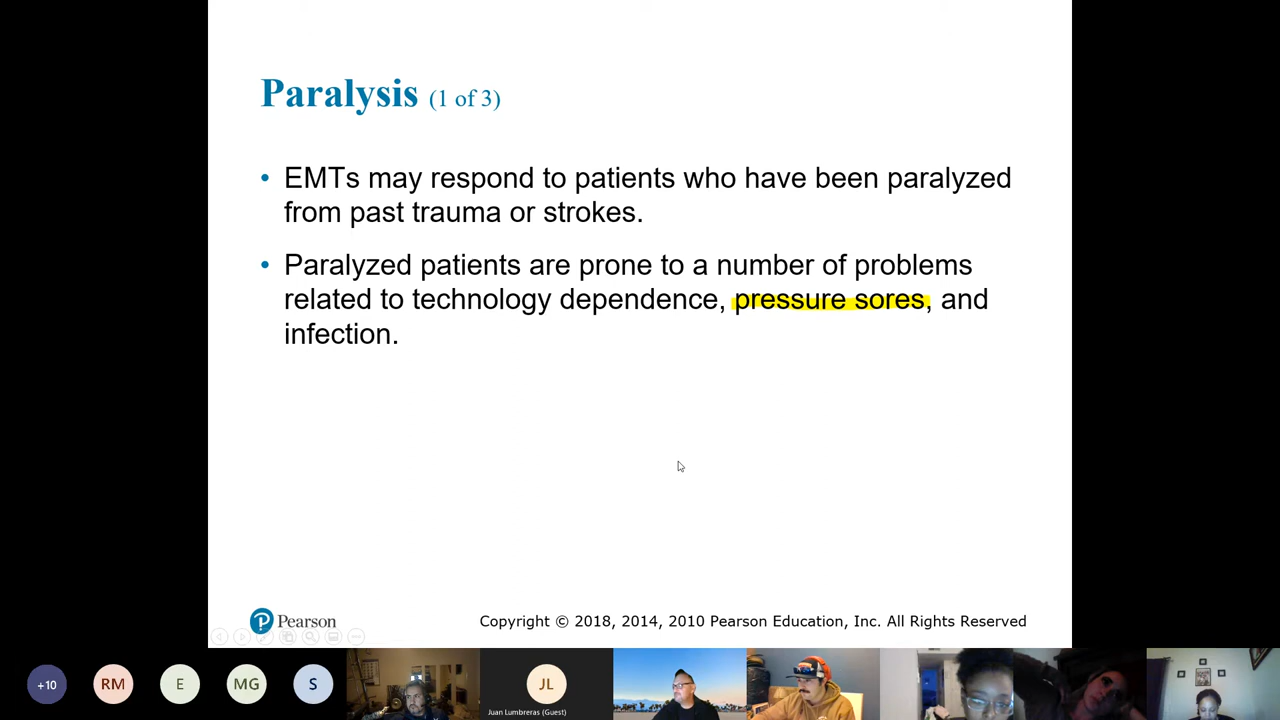 Paralysis (1 of 3)
• EMTs may respond to patients who have been paralyzed
from past trauma or strokes.
• Paralyzed patients are prone to a number of problems
related to technology dependence, pressure sores, and
infection.
Pearson
Copyright © 2018, 2014, 2010 Pearson Education, Inc. All Rights Reserved
+10
RM
E
MG
S
JL
Juan Lumbreras (Guest)